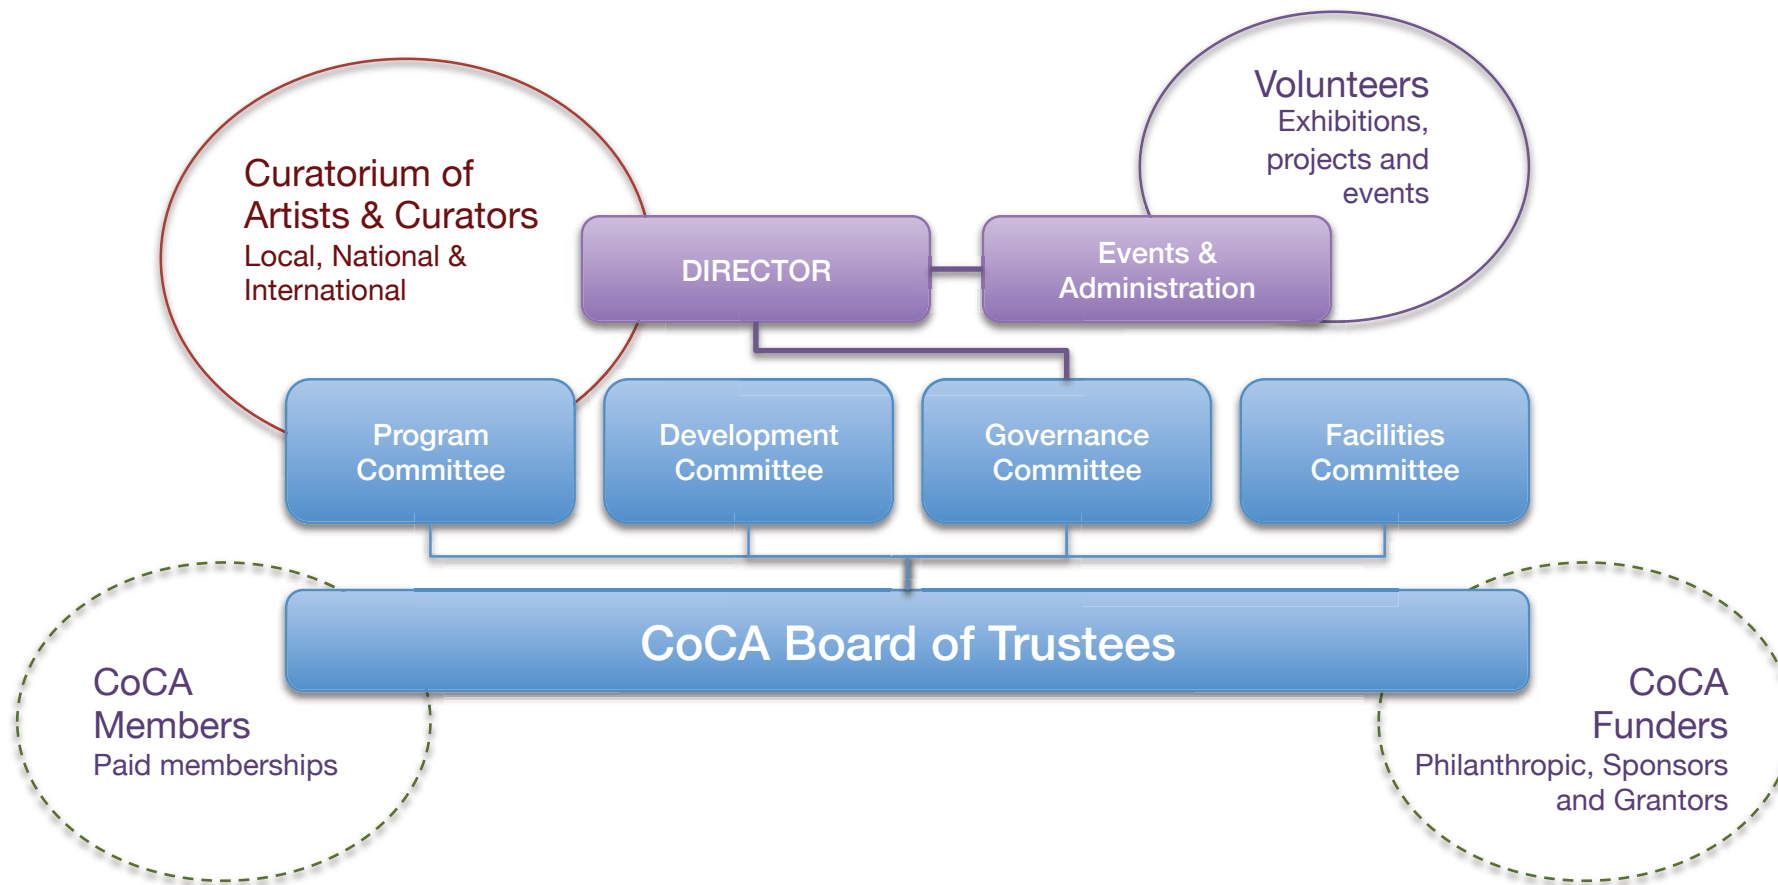 Volunteers
Exhibitions,
projects and
events
Curatorium of
Artists & Curators
Local, National &
International
DIRECTOR
Events &
Administration
Program
Committee
Development
Committee
Governance
Committee
Facilities
Committee
CoCA Board of Trustees
CoCA
Members
Paid memberships
CoCA
Funders
Philanthropic, Sponsors
and Grantors